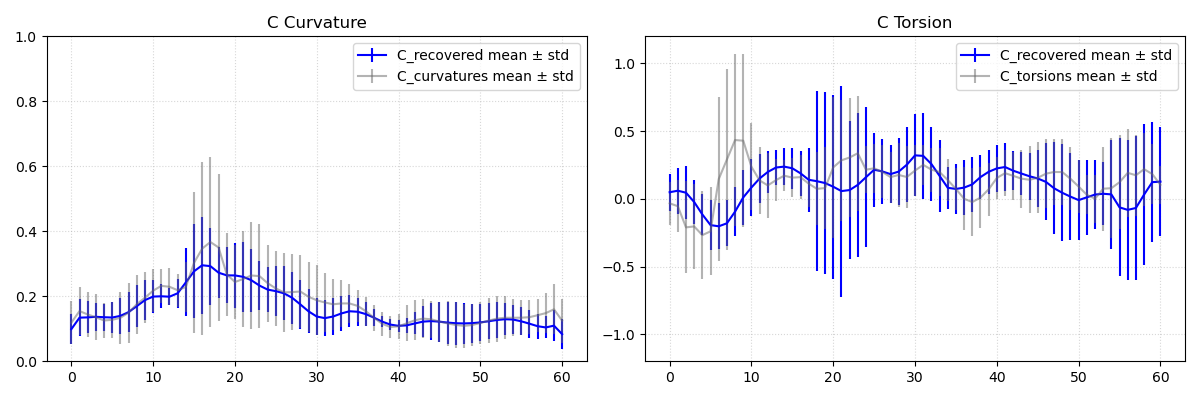 C Curvature
C_recovered mean ± std
C_curvatures mean ± std
1.0
0.8
0.6
0.4
0.2
0.0
0 10 20 30 40 50 60
C Torsion
C_recovered mean ± std
C_torsions mean ± std
1.0
0.5
0.0
−0.5
−1.0
0 10 20 30 40 50 60